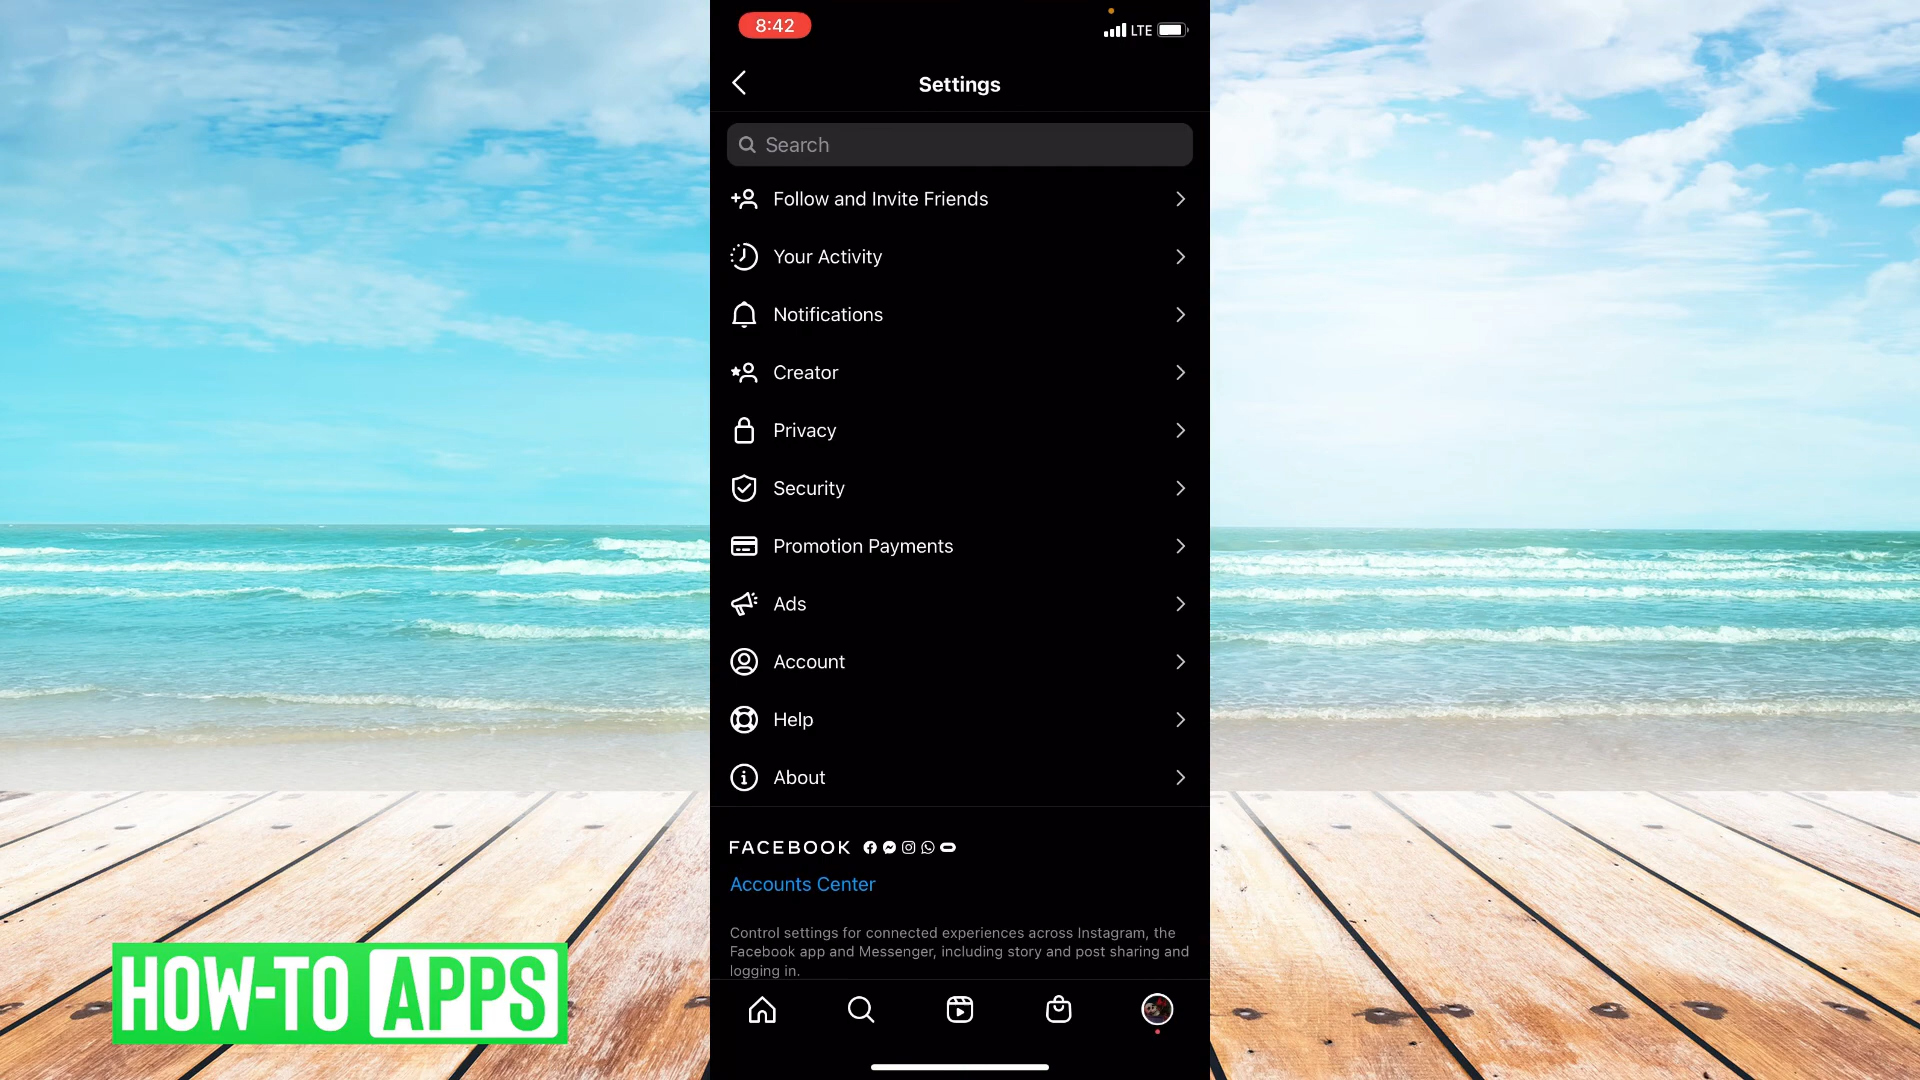 8:42
LTE
Settings
Search
Follow and Invite Friends
Your Activity
Notifications
Creator
Privacy
Security
Promotion Payments
Ads
Account
Help
About
FACEBOOK
Accounts Center
Control settings for connected experiences across Instagram, the
Facebook app and Messenger, including story and post sharing and
logging in.
HOW-TO APPS